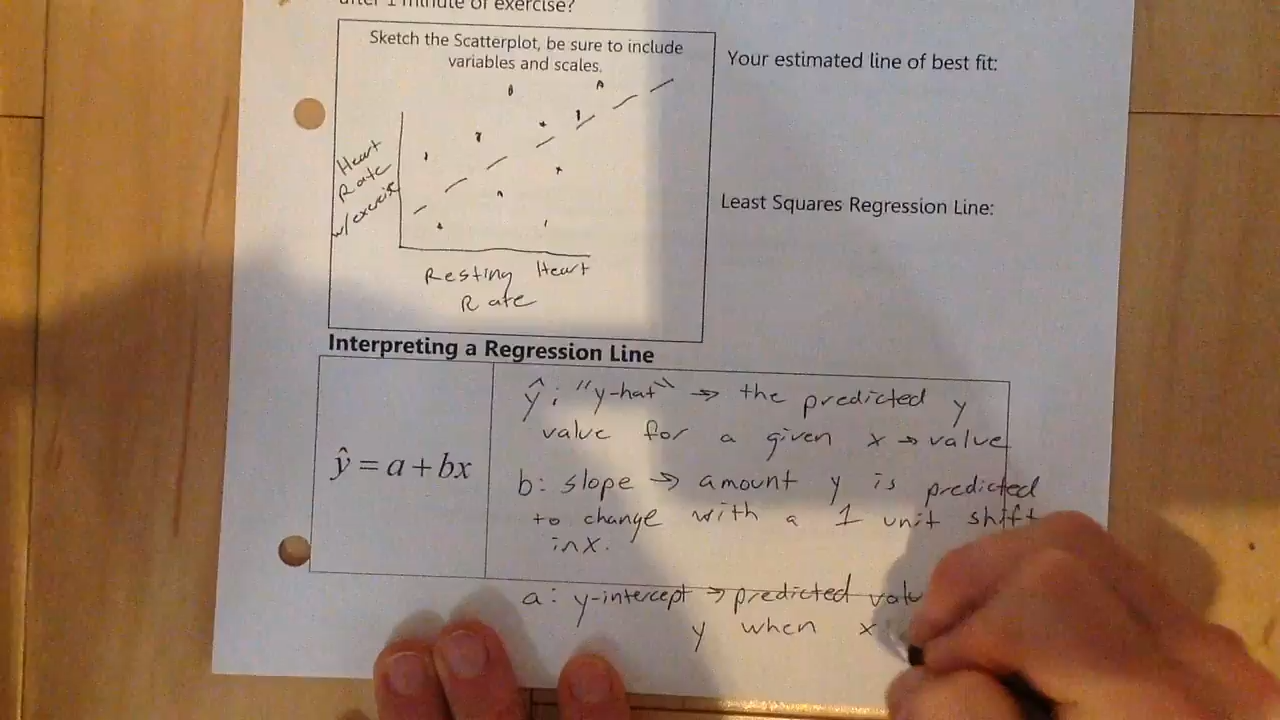 after 1 minute of exercise?
Sketch the Scatterplot, be sure to include
variables and scales.
Your estimated line of best fit:
Heart
Rate
w/exercise
Least Squares Regression Line:
Resting Heart
Rate
Interpreting a Regression Line
ŷ = a + bx
ŷ: "y-hat" → the predicted y
value for a given x → value
b: slope → amount y is predicted
to change with a 1 unit shift
in x.
a: y-intercept → predicted
y when x